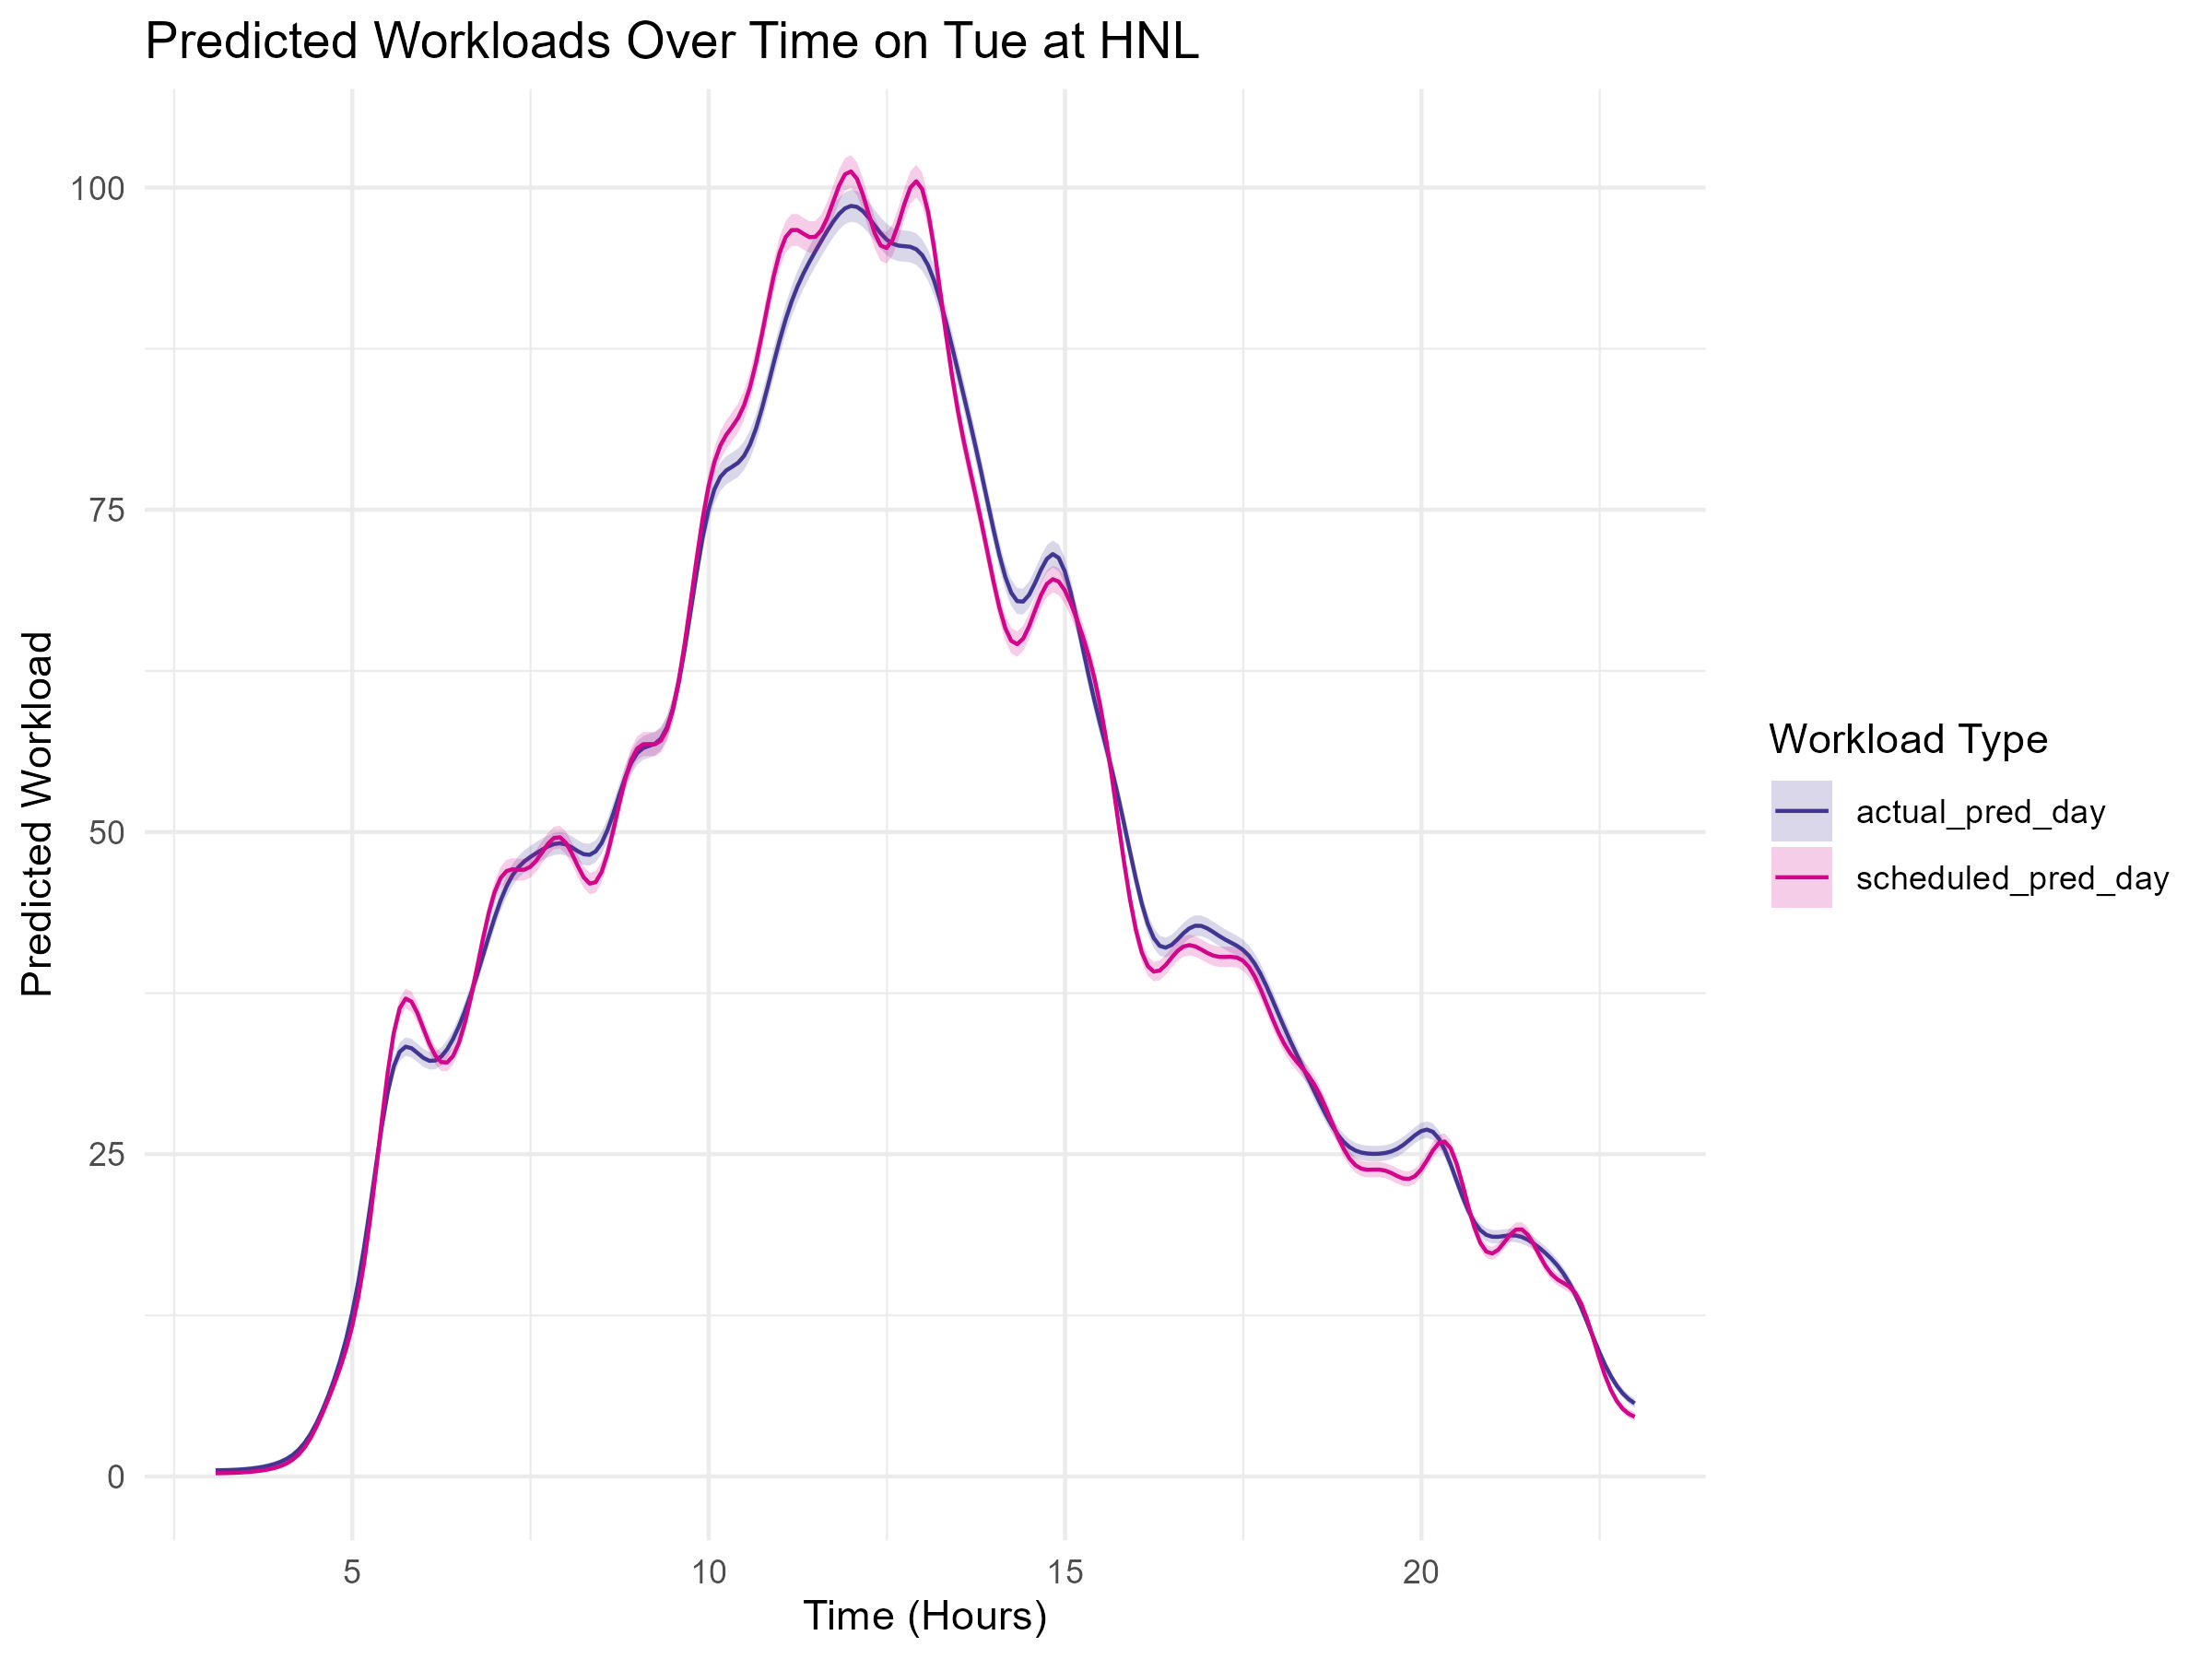 Predicted Workloads Over Time on Tue at HNL
Predicted Workload
100
75
50
25
0
5
10
15
20
Time (Hours)
Workload Type
actual_pred_day
scheduled_pred_day